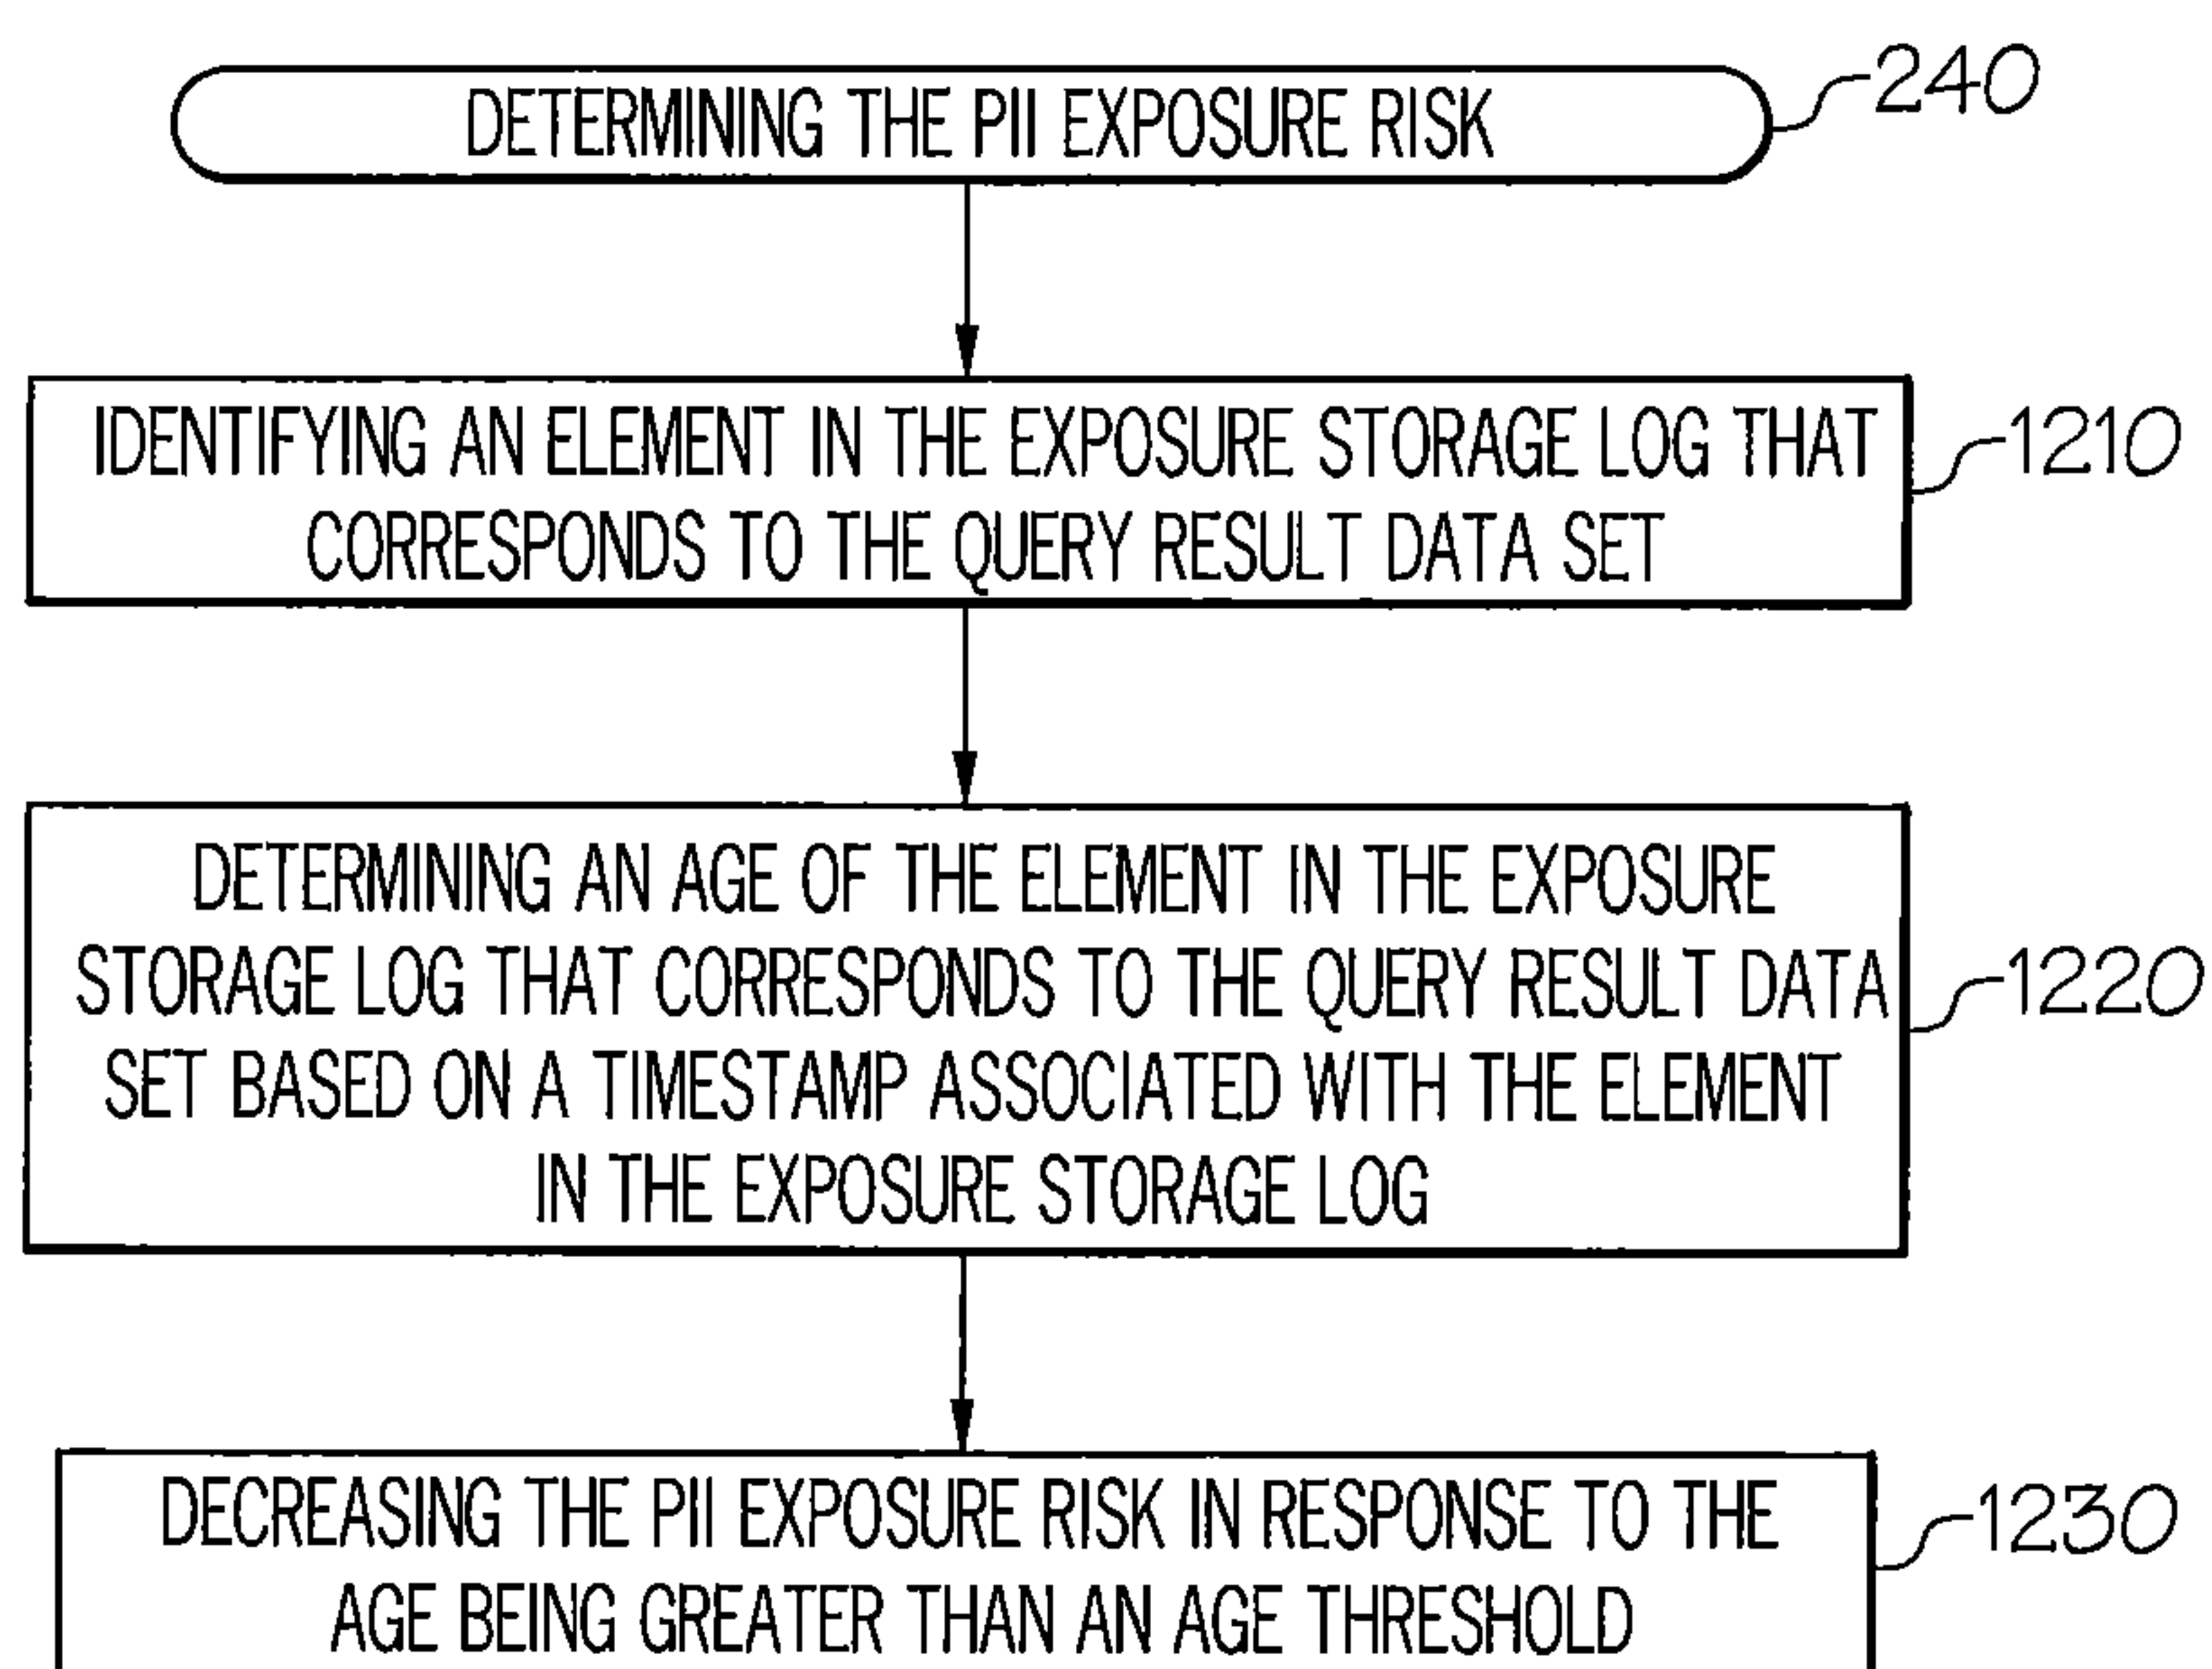 DETERMINING THE PII EXPOSURE RISK
240
IDENTIFYING AN ELEMENT IN THE EXPOSURE STORAGE LOG THAT
CORRESPONDS TO THE QUERY RESULT DATA SET
1210
DETERMINING AN AGE OF THE ELEMENT IN THE EXPOSURE
STORAGE LOG THAT CORRESPONDS TO THE QUERY RESULT DATA
SET BASED ON A TIMESTAMP ASSOCIATED WITH THE ELEMENT
IN THE EXPOSURE STORAGE LOG
1220
DECREASING THE PII EXPOSURE RISK IN RESPONSE TO THE
AGE BEING GREATER THAN AN AGE THRESHOLD
1230